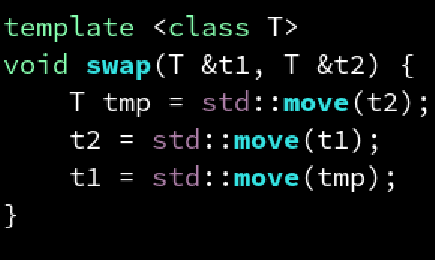 template <class T>
void swap(T &t1, T &t2) {
    T tmp = std::move(t2);
    t2 = std::move(t1);
    t1 = std::move(tmp);
}